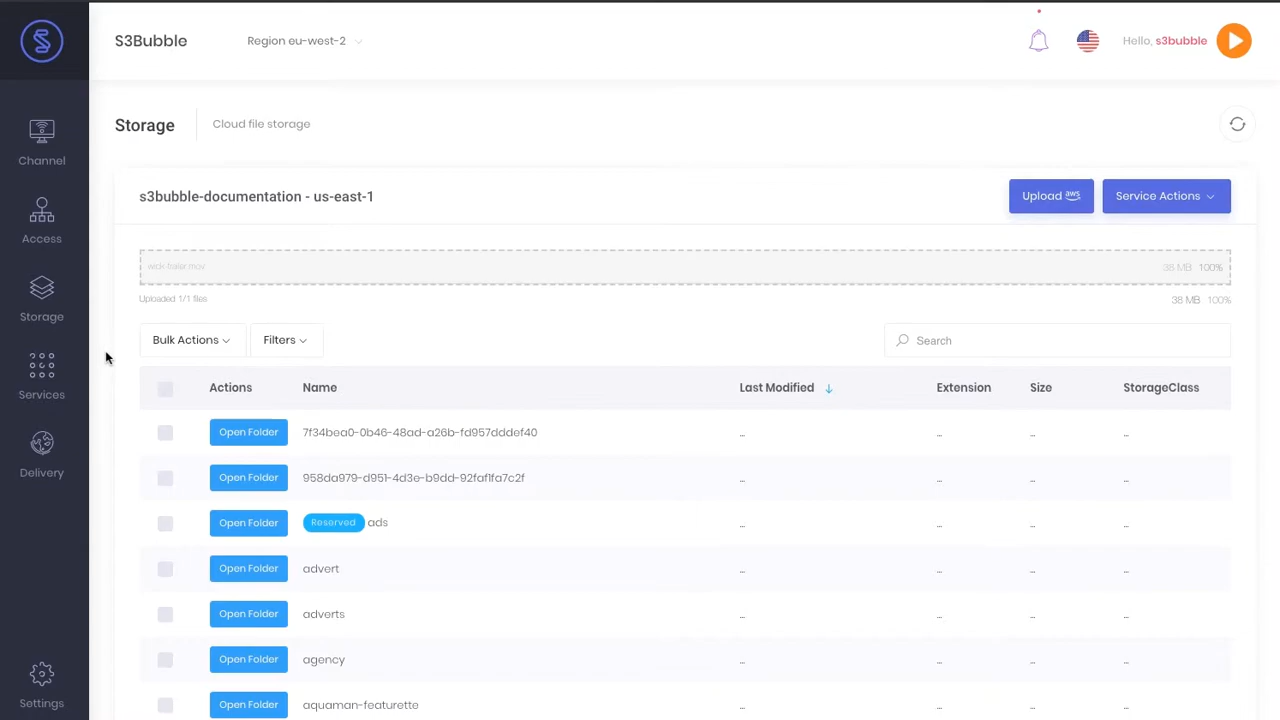 S3Bubble
Region eu-west-2
Hello, s3bubble
Channel
Access
Storage
Services
Delivery
Settings
Storage
Cloud file storage
s3bubble-documentation - us-east-1
Upload aws
Service Actions
38 MB 100%
Uploaded 1/1 files
38 MB 100%
Bulk Actions
Filters
Search
Actions Name Last Modified Extension Size StorageClass
Open Folder 7f34bea0-0b46-48ad-a26b-fd957dddef40 ... ... ... ...
Open Folder 958da979-d951-4d3e-b9dd-92faf1fa7c2f ... ... ... ...
Open Folder Reserved ads ... ... ... ...
Open Folder advert ... ... ... ...
Open Folder adverts ... ... ... ...
Open Folder agency ... ... ... ...
Open Folder aquaman-featurette ... ... ... ...